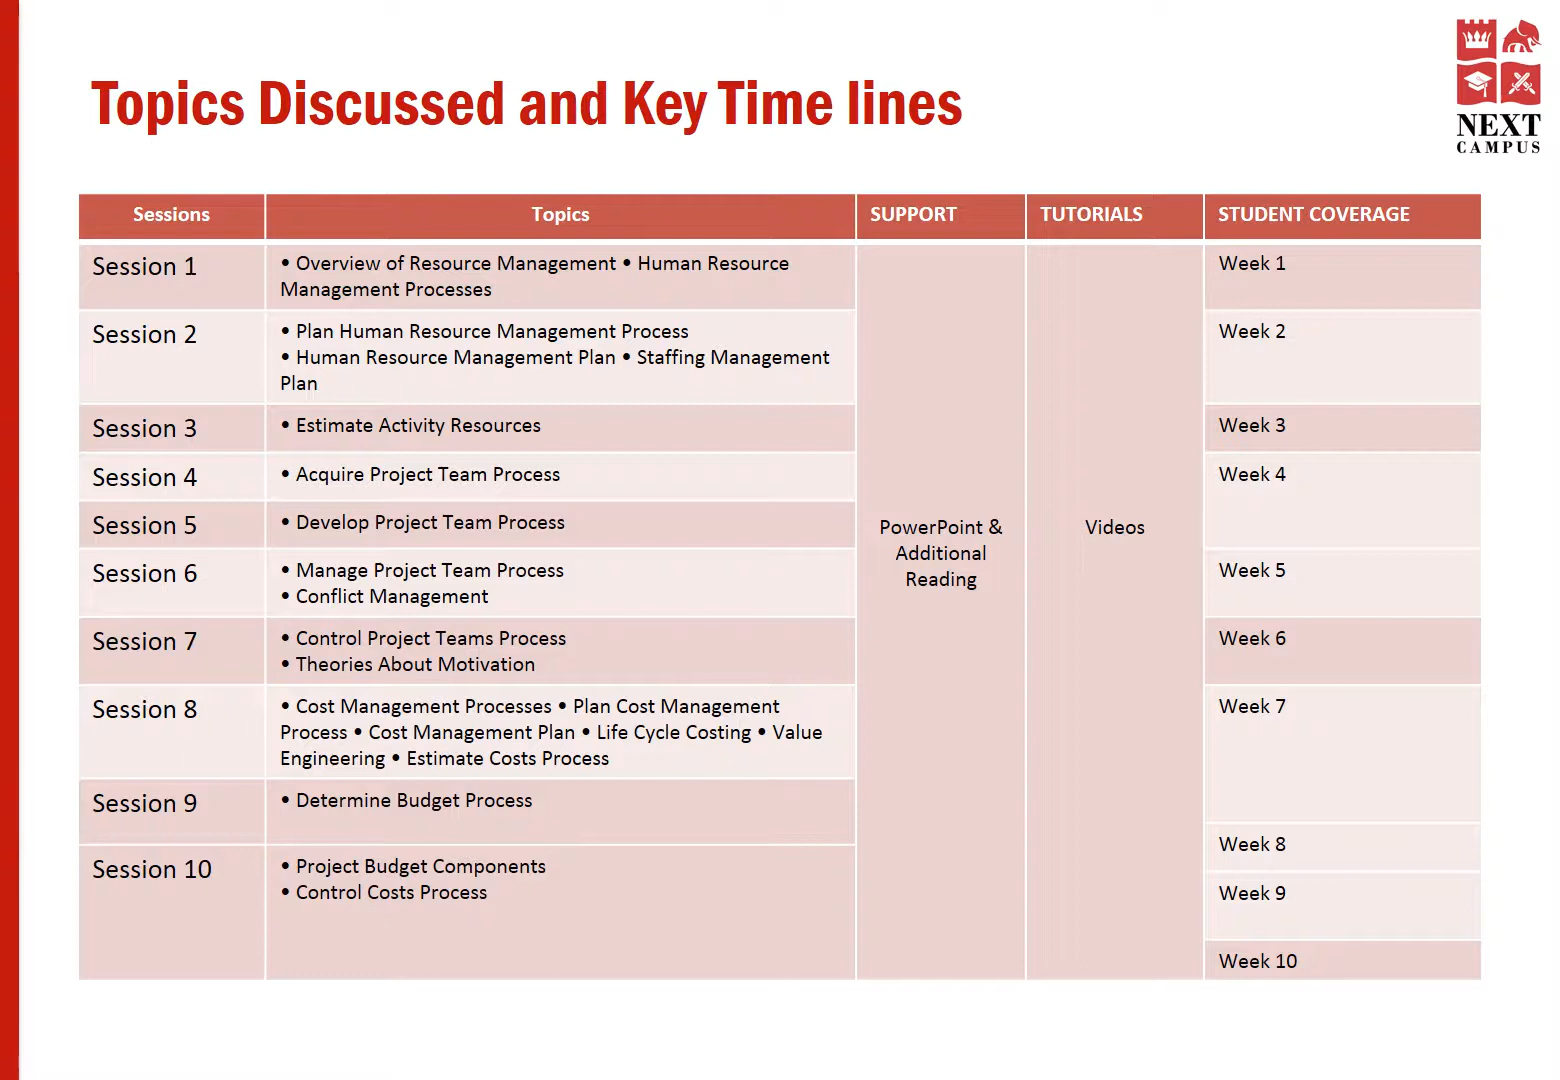 Topics Discussed and Key Time lines
NEXT
CAMPUS
Sessions
Topics
SUPPORT
TUTORIALS
STUDENT COVERAGE
Session 1
• Overview of Resource Management • Human Resource
Management Processes
Week 1
Session 2
• Plan Human Resource Management Process
• Human Resource Management Plan • Staffing Management
Plan
Week 2
Session 3
• Estimate Activity Resources
Week 3
Session 4
• Acquire Project Team Process
Week 4
Session 5
• Develop Project Team Process
PowerPoint &
Additional
Reading
Videos
Session 6
• Manage Project Team Process
• Conflict Management
Week 5
Session 7
• Control Project Teams Process
• Theories About Motivation
Week 6
Session 8
• Cost Management Processes • Plan Cost Management
Process • Cost Management Plan • Life Cycle Costing • Value
Engineering • Estimate Costs Process
Week 7
Session 9
• Determine Budget Process
Week 8
Session 10
• Project Budget Components
• Control Costs Process
Week 9
Week 10